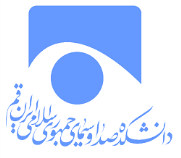 دانشکده صدا و سیمای جمهوری اسلامی ایران قم